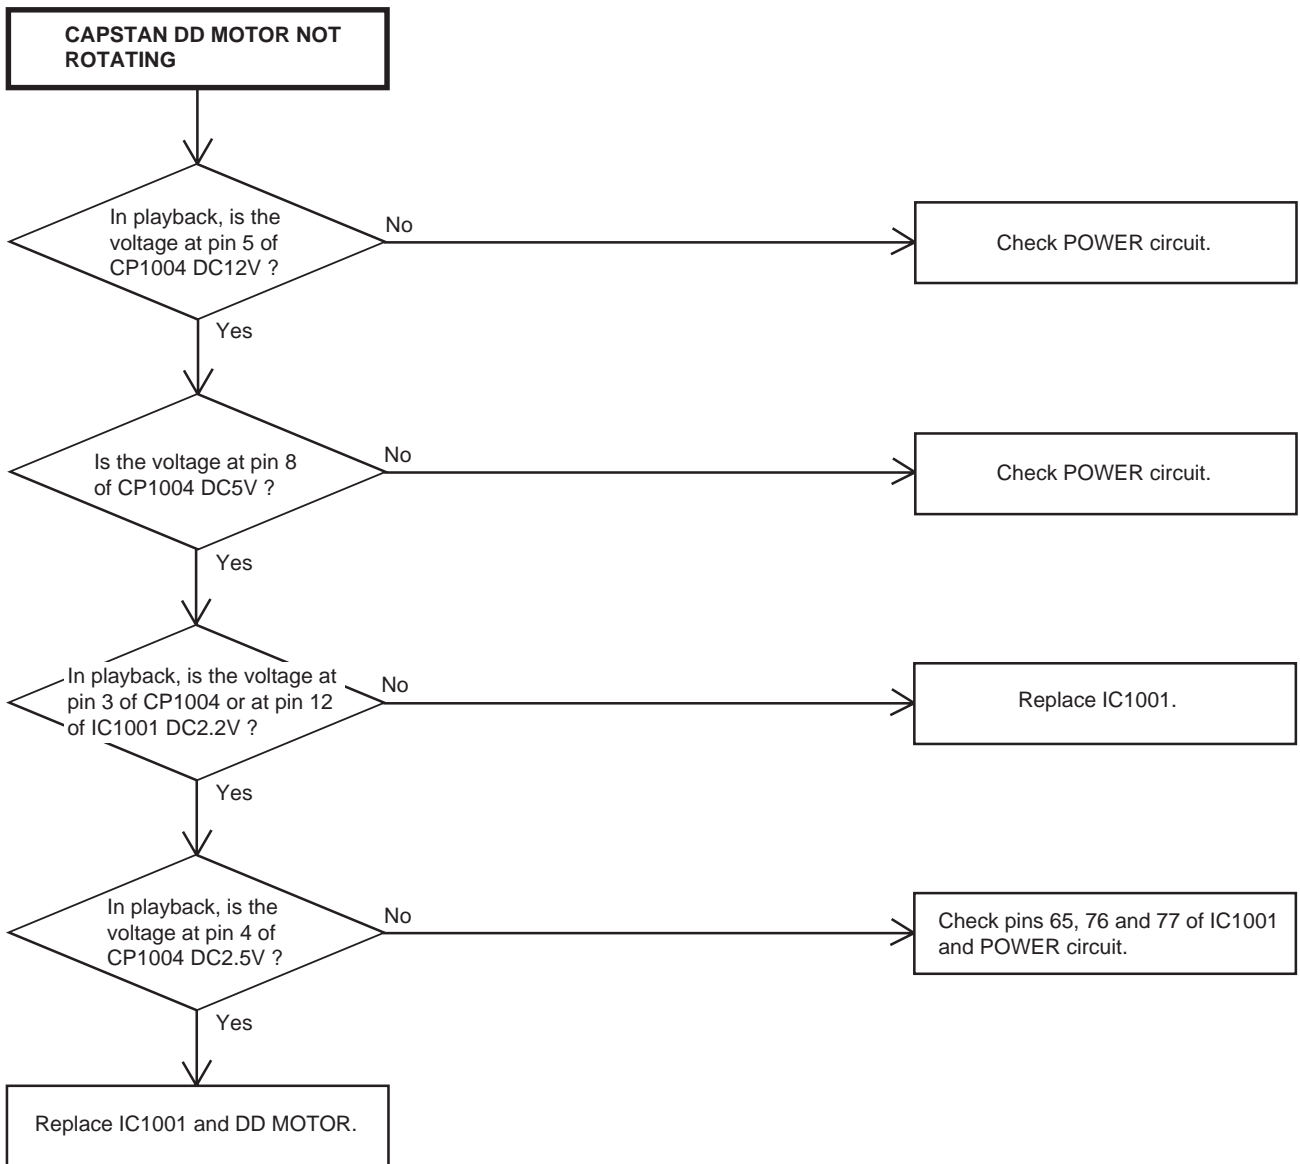 CAPSTAN DD MOTOR NOT
ROTATING
In playback, is the
voltage at pin 5 of
CP1004 DC12V ?
No
Check POWER circuit.
Yes
Is the voltage at pin 8
of CP1004 DC5V ?
No
Check POWER circuit.
Yes
In playback, is the voltage at
pin 3 of CP1004 or at pin 12
of IC1001 DC2.2V ?
No
Replace IC1001.
Yes
In playback, is the
voltage at pin 4 of
CP1004 DC2.5V ?
No
Check pins 65, 76 and 77 of IC1001
and POWER circuit.
Yes
Replace IC1001 and DD MOTOR.